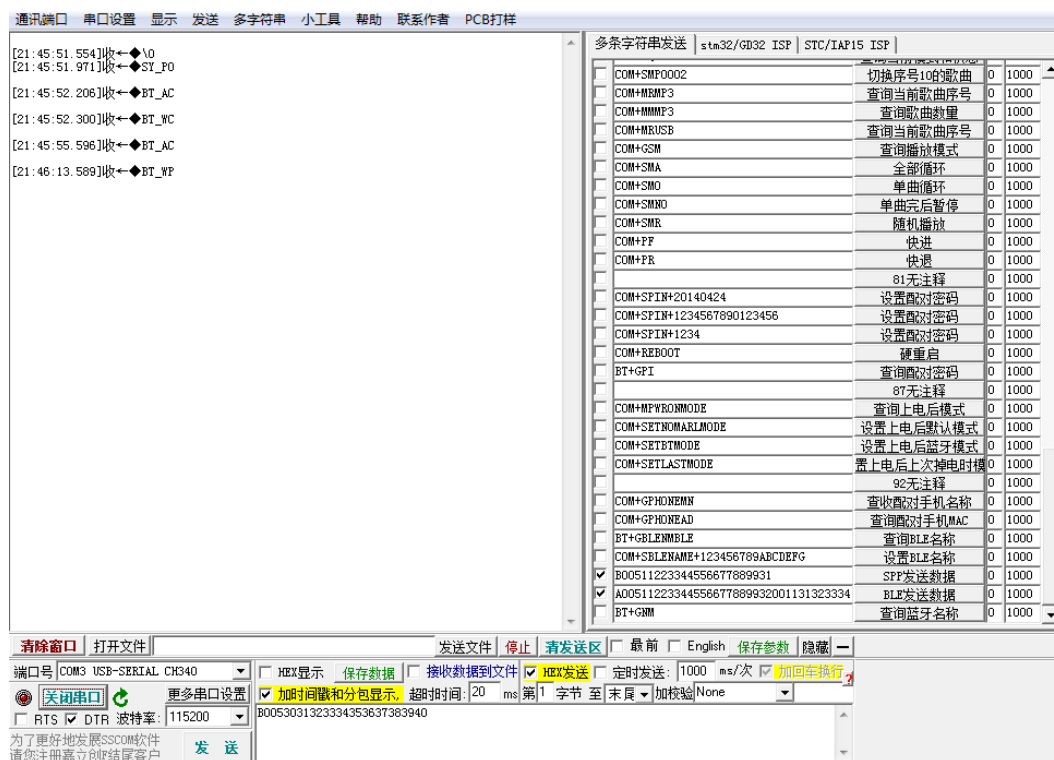 通讯端口 串口设置 显示 发送 多字符串 小工具 帮助 联系作者 PCB打样
[21:45:51.554]收←◆\0
[21:45:51.971]收←◆SY_PO
[21:45:52.206]收←◆BT_AC
[21:45:52.300]收←◆BT_WC
[21:45:55.596]收←◆BT_AC
[21:46:13.589]收←◆BT_WP
多条字符串发送 stm32/GD32 ISP STC/IAP15 ISP
COM+SMP0002 切换序号10的歌曲 0 1000
COM+MRMP3 查询当前歌曲序号 0 1000
COM+MMMP3 查询歌曲数量 0 1000
COM+MRUSB 查询当前歌曲序号 0 1000
COM+GSM 查询播放模式 0 1000
COM+SMA 全部循环 0 1000
COM+SMO 单曲循环 0 1000
COM+SMNO 单曲完后暂停 0 1000
COM+SMR 随机播放 0 1000
COM+PF 快进 0 1000
COM+PR 快退 0 1000
81无注释 0 1000
COM+SPIN+20140424 设置配对密码 0 1000
COM+SPIN+1234567890123456 设置配对密码 0 1000
COM+SPIN+1234 设置配对密码 0 1000
COM+REBOOT 硬重启 0 1000
BT+GPI 查询配对密码 0 1000
87无注释 0 1000
COM+MPWRONMODE 查询上电后模式 0 1000
COM+SETNOMARLMODE 设置上电后默认模式 0 1000
COM+SETBTMODE 设置上电后蓝牙模式 0 1000
COM+SETLASTMODE 置上电后上次掉电时模 0 1000
92无注释 0 1000
COM+GPHONEMN 查收配对手机名称 0 1000
COM+GPHONEAD 查询配对手机MAC 0 1000
BT+GBLENMBLE 查询BLE名称 0 1000
COM+SBLENAME+123456789ABCDEFG 设置BLE名称 0 1000
B00511223344556677889931 SPP发送数据 0 1000
A00511223344556677889932001131323334 BLE发送数据 0 1000
BT+GNM 查询蓝牙名称 0 1000
清除窗口 打开文件 发送文件 停止 清发送区 最前 English 保存参数 隐藏
端口号 COM3 USB-SERIAL CH340 HEX显示 保存数据 接收数据到文件 HEX发送 定时发送: 1000 ms/次 加回车换行
关闭串口 更多串口设置 加时间戳和分包显示, 超时时间: 20 ms 第1 字节 至 末尾 加校验 None
RTS DTR 波特率: 115200 B00530313233343536373839​40
为了更好地发展SSCOM软件
请您注册嘉立创F结尾客户
发 送